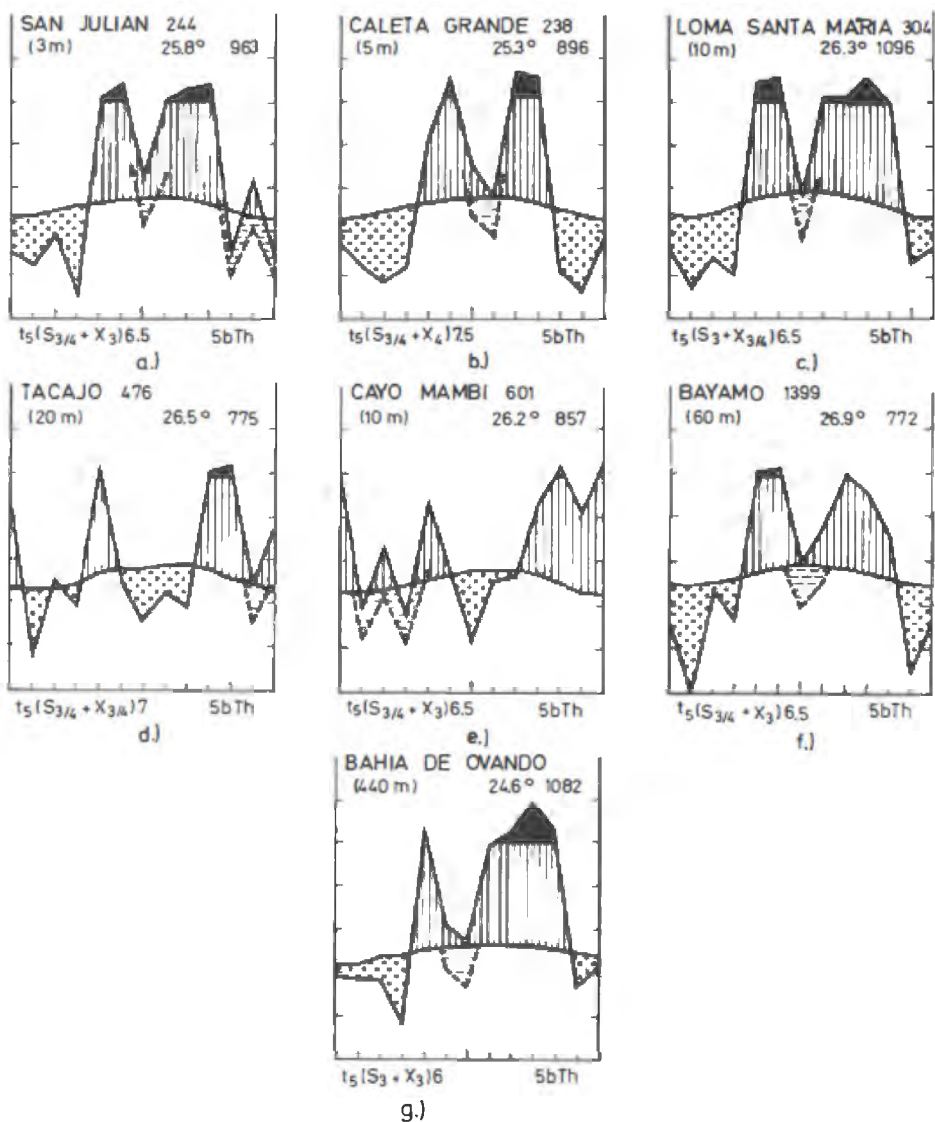 SAN JULIAN 244
(3m) 25.8° 963
t₅(S₃/₄ + X₃)6.5 5bTh
a.)
CALETA GRANDE 238
(5m) 25.3° 896
t₅(S₃/₄ + X₄)7.5 5bTh
b.)
LOMA SANTA MARIA 304
(10m) 26.3° 1096
t₅(S₃+X₃/₄)6.5 5bTh
c.)
TACAJO 476
(20 m) 26.5° 775
t₅(S₃/₄ + X₃/₄)7 5bTh
d.)
CAYO MAMBI 601
(10 m) 26.2° 857
t₅(S₃/₄ + X₃)6.5 5bTh
e.)
BAYAMO 1399
(60 m) 26.9° 772
t₅(S₃/₄ + X₃)6.5 5bTh
f.)
BAHIA DE OVANDO
(440 m) 24.6° 1082
t₅(S₃ + X₃)6 5bTh
g.)